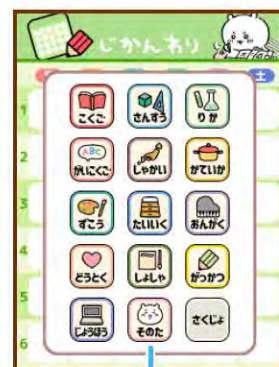 じかんわり
土
1
2
3
4
5
6
こくご さんすう りか
ABC
がいこくご しゃかい かていか
ずこう たいいく おんがく
どうとく しょしゃ がっかつ
じょうほう そのた さくじょ